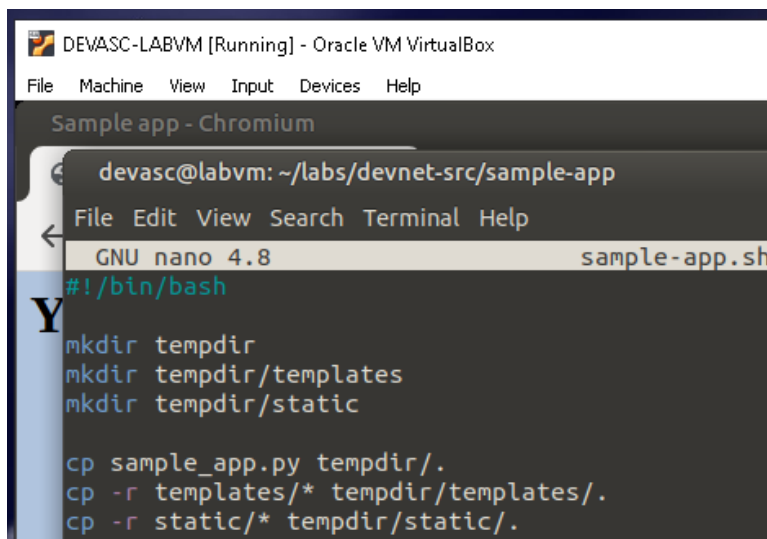 DEVASC-LABVM [Running] - Oracle VM VirtualBox
File Machine View Input Devices Help
Sample app - Chromium
devasc@labvm: ~/labs/devnet-src/sample-app
File Edit View Search Terminal Help
GNU nano 4.8 sample-app.sh
#!/bin/bash
Y
mkdir tempdir
mkdir tempdir/templates
mkdir tempdir/static
cp sample_app.py tempdir/.
cp -r templates/* tempdir/templates/.
cp -r static/* tempdir/static/.